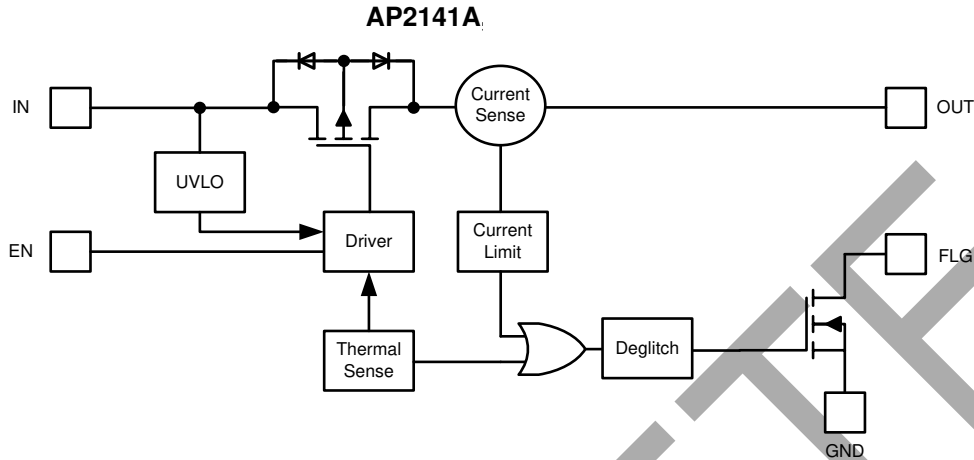 AP2141A
IN
Current
Sense
OUT
UVLO
EN
Driver
Current
Limit
FLG
Thermal
Sense
Deglitch
GND